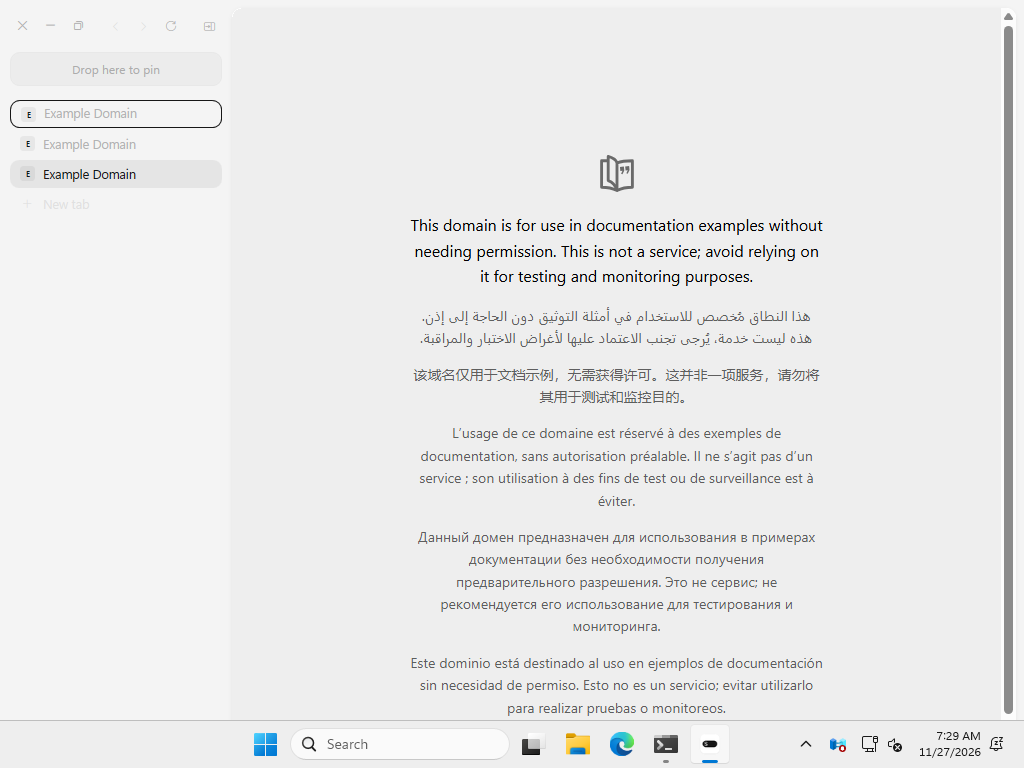 Drop here to pin
E Example Domain
E Example Domain
E Example Domain
+ New tab
This domain is for use in documentation examples without
needing permission. This is not a service; avoid relying on
it for testing and monitoring purposes.
هذا النطاق مُخصص للاستخدام في أمثلة التوثيق دون الحاجة إلى إذن.
هذه ليست خدمة، يُرجى تجنب الاعتماد عليها لأغراض الاختبار والمراقبة.
该域名仅用于文档示例，无需获得许可。这并非一项服务，请勿将
其用于测试和监控目的。
L’usage de ce domaine est réservé à des exemples de
documentation, sans autorisation préalable. Il ne s’agit pas d’un
service ; son utilisation à des fins de test ou de surveillance est à
éviter.
Данный домен предназначен для использования в примерах
документации без необходимости получения
предварительного разрешения. Это не сервис; не
рекомендуется его использование для тестирования и
мониторинга.
Este dominio está destinado al uso en ejemplos de documentación
sin necesidad de permiso. Esto no es un servicio; evitar utilizarlo
para realizar pruebas o monitoreos.
Search
7:29 AM
11/27/2026